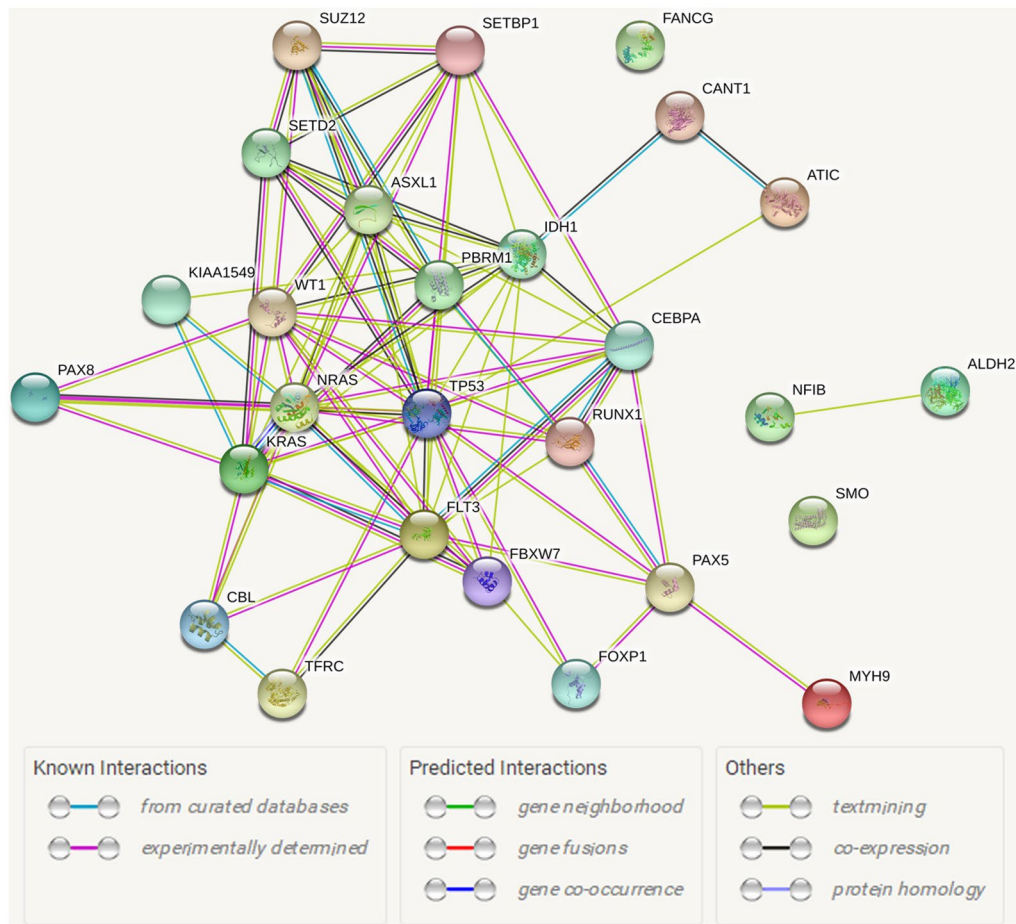 SUZ12
SETBP1
FANCG
CANT1
SETD2
ATIC
ASXL1
IDH1
PBRM1
KIAA1549
WT1
CEBPA
PAX8
NRAS
TP53
ALDH2
NFIB
RUNX1
KRAS
SMO
FLT3
FBXW7
PAX5
CBL
FOXP1
TFRC
MYH9
Known Interactions
from curated databases
experimentally determined
Predicted Interactions
gene neighborhood
gene fusions
gene co-occurrence
Others
textmining
co-expression
protein homology